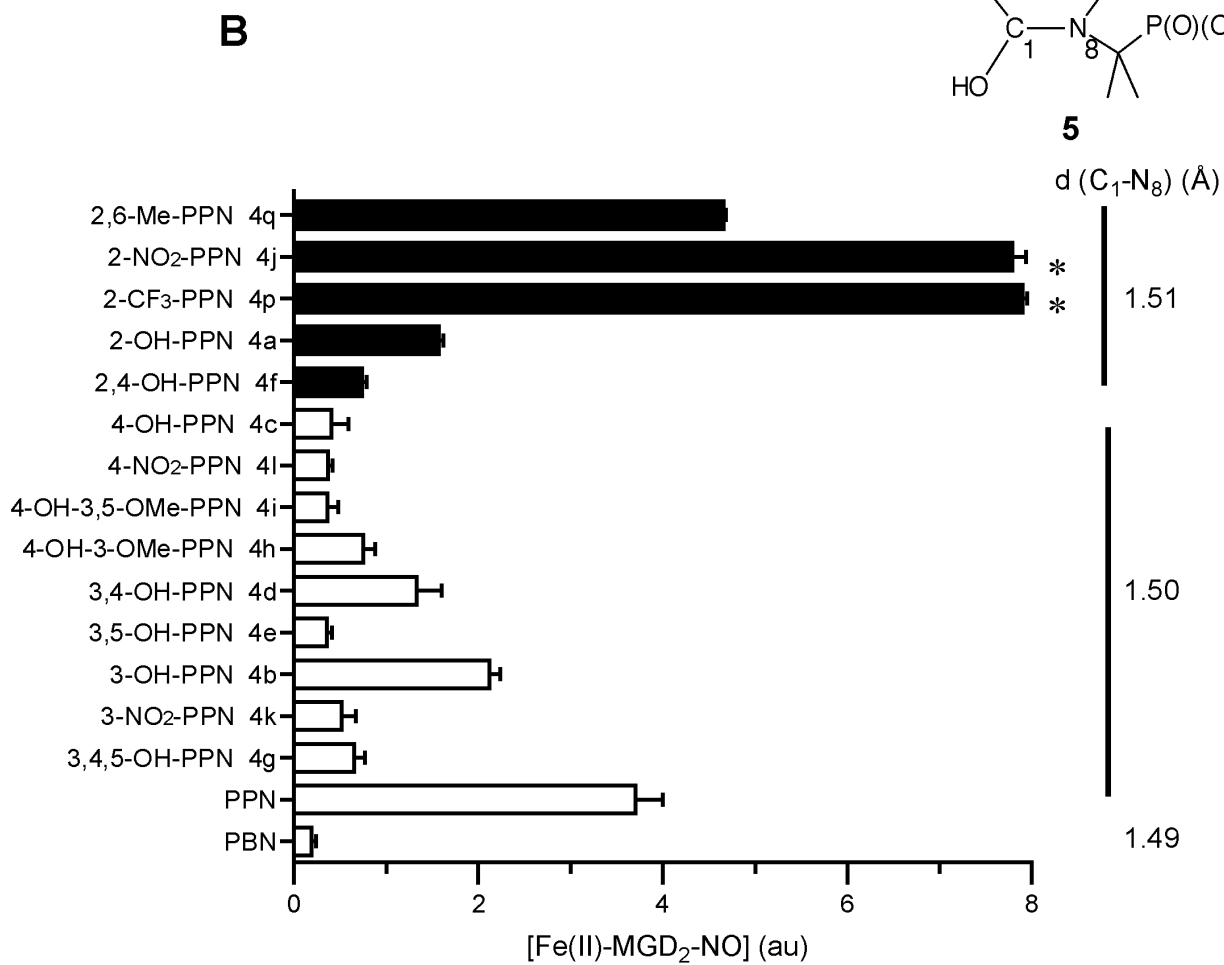 B
C1 N8 P(O)(O
HO
5
d (C₁-N₈) (Å)
2,6-Me-PPN 4q
2-NO₂-PPN 4j *
2-CF₃-PPN 4p * 1.51
2-OH-PPN 4a
2,4-OH-PPN 4f
4-OH-PPN 4c
4-NO₂-PPN 4l
4-OH-3,5-OMe-PPN 4i
4-OH-3-OMe-PPN 4h
3,4-OH-PPN 4d 1.50
3,5-OH-PPN 4e
3-OH-PPN 4b
3-NO₂-PPN 4k
3,4,5-OH-PPN 4g
PPN
PBN 1.49
0 2 4 6 8
[Fe(II)-MGD₂-NO] (au)